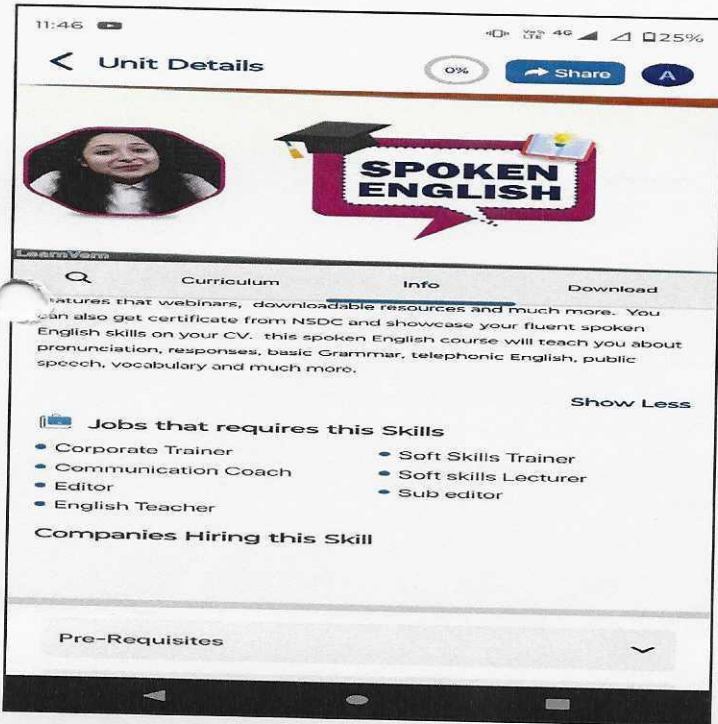 11:46
VoD LTE 4G 25%
Unit Details
0%
Share
A
SPOKEN
ENGLISH
LearnVern
Curriculum Info Download
that webinars, downloadable resources and much more. You
can also get certificate from NSDC and showcase your fluent spoken
English skills on your CV. this spoken English course will teach you about
pronunciation, responses, basic Grammar, telephonic English, public
speech, vocabulary and much more.
Show Less
Jobs that requires this Skills
Corporate Trainer
Communication Coach
Editor
English Teacher
Soft Skills Trainer
Soft skills Lecturer
Sub editor
Companies Hiring this Skill
Pre-Requisites